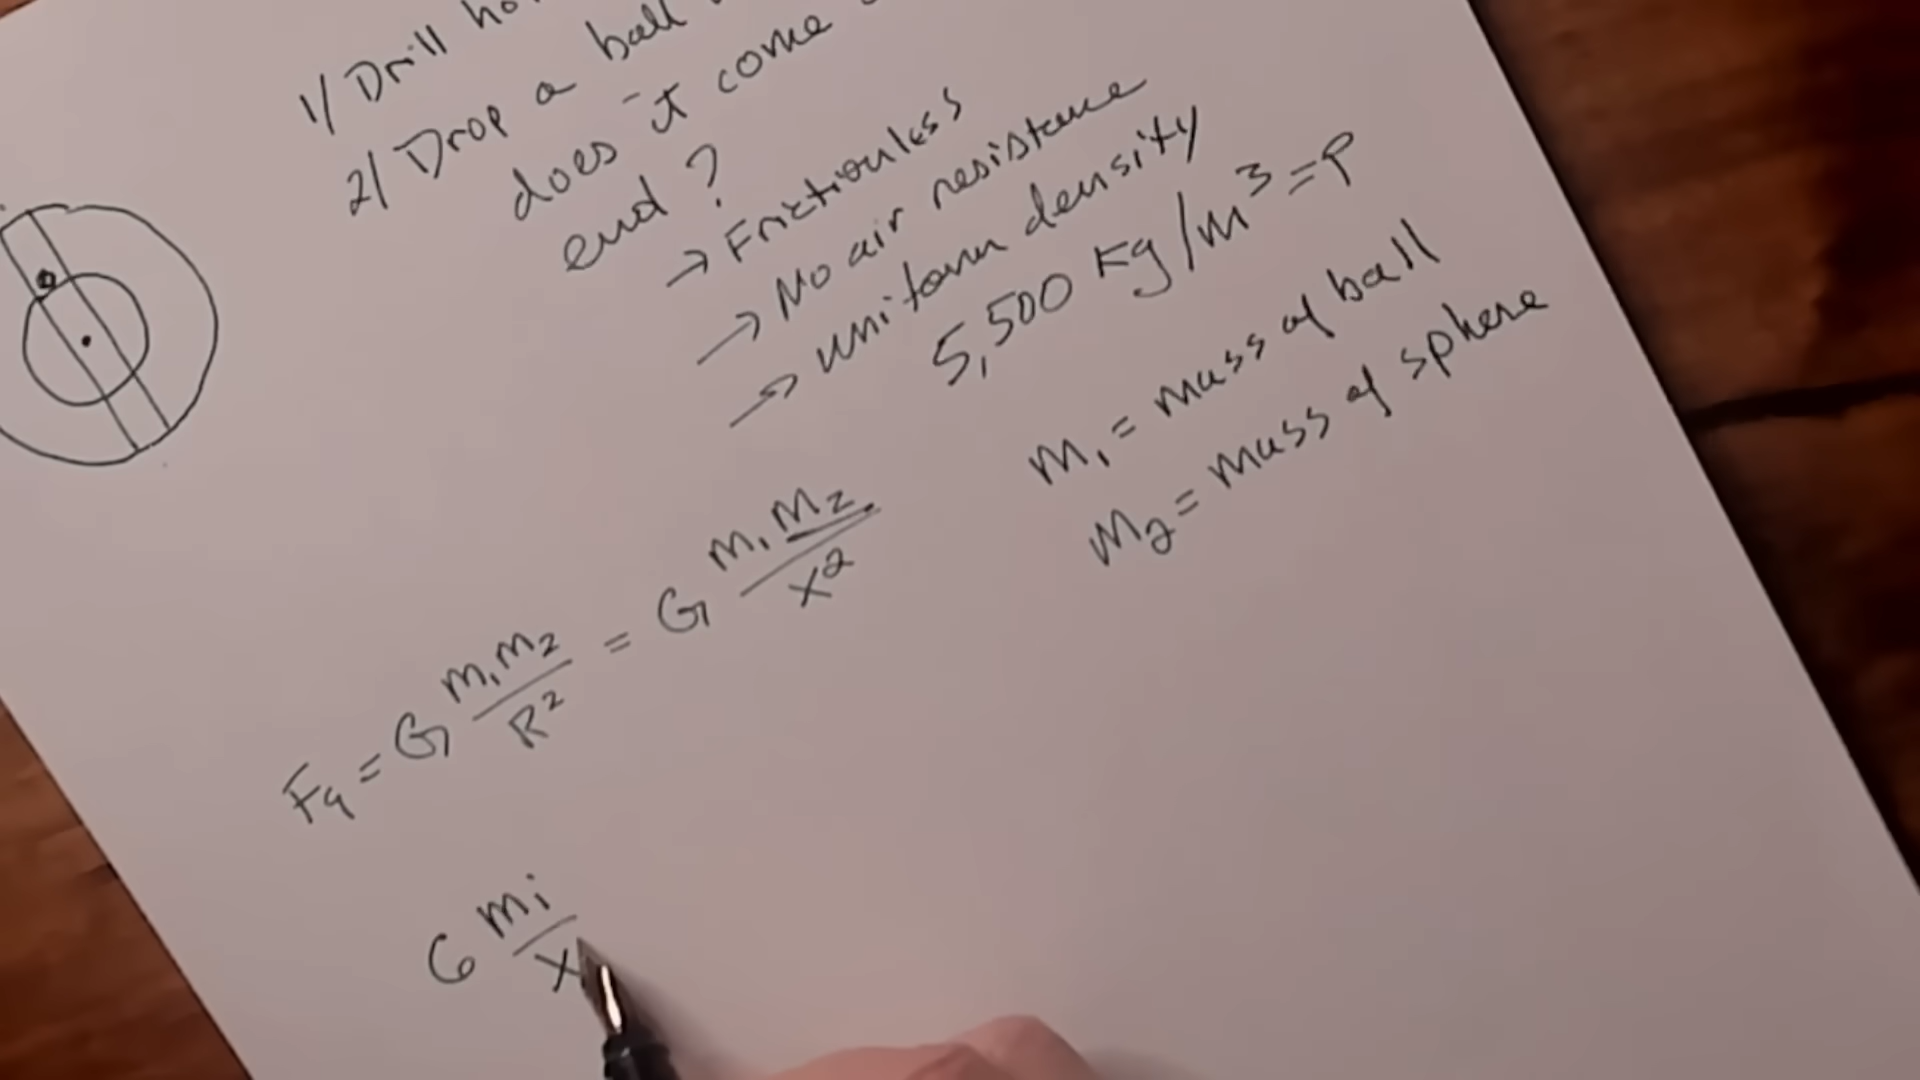 1/ Drill
2/ Drop a ball
does it come
end ?
→ Frictionless
→ No air resistance
→ uniform density
5,500 Kg/m³ = ρ
m₁ = mass of ball
M₂ = mass of sphere
Fg = G m₁m₂/R² = G m₁M₂/x²
G m₁/x